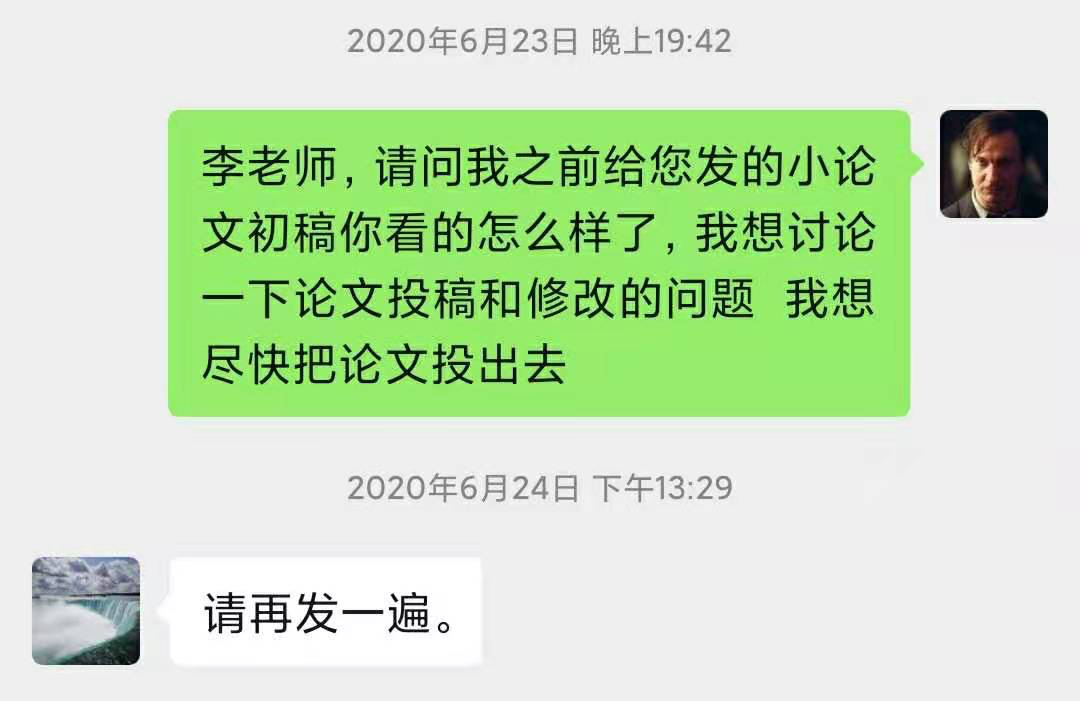 2020年6月23日 晚上19:42
李老师，请问我之前给您发的小论
文初稿你看的怎么样了，我想讨论
一下论文投稿和修改的问题  我想
尽快把论文投出去
2020年6月24日 下午13:29
请再发一遍。